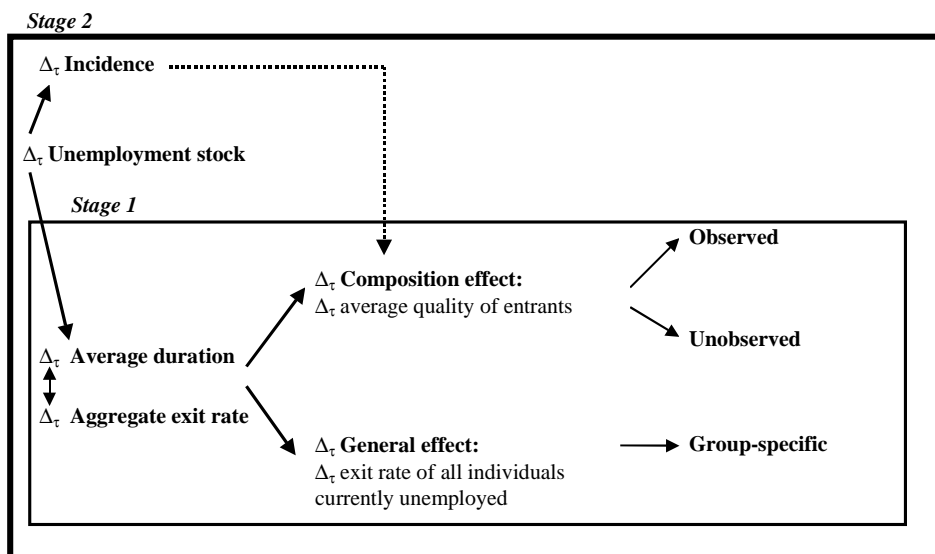 Stage 2
Δτ Incidence
Δτ Unemployment stock
Stage 1
Observed
Δτ Composition effect:
Δτ average quality of entrants
Unobserved
Δτ Average duration
Δτ Aggregate exit rate
Δτ General effect:
Δτ exit rate of all individuals
currently unemployed
Group-specific